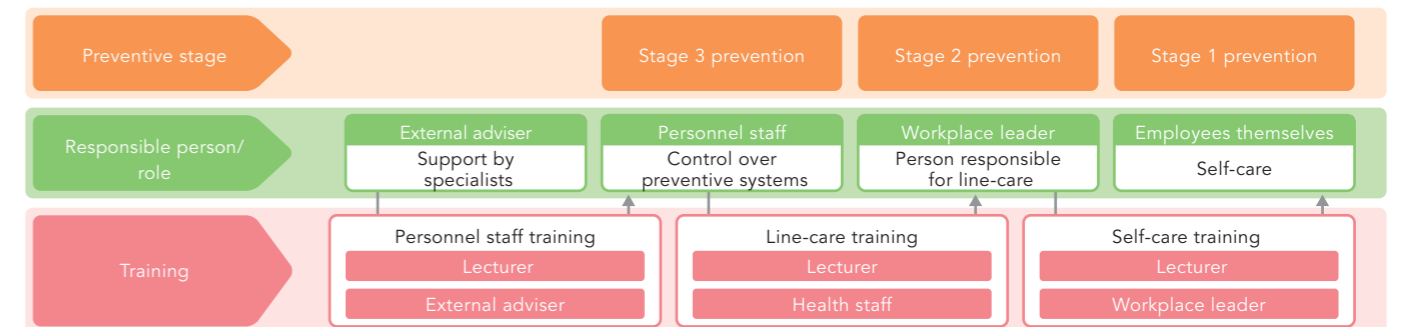 Preventive stage
Stage 3 prevention
Stage 2 prevention
Stage 1 prevention
Responsible person/
role
External adviser
Support by
specialists
Personnel staff
Control over
preventive systems
Workplace leader
Person responsible
for line-care
Employees themselves
Self-care
Training
Personnel staff training
Lecturer
External adviser
Line-care training
Lecturer
Health staff
Self-care training
Lecturer
Workplace leader